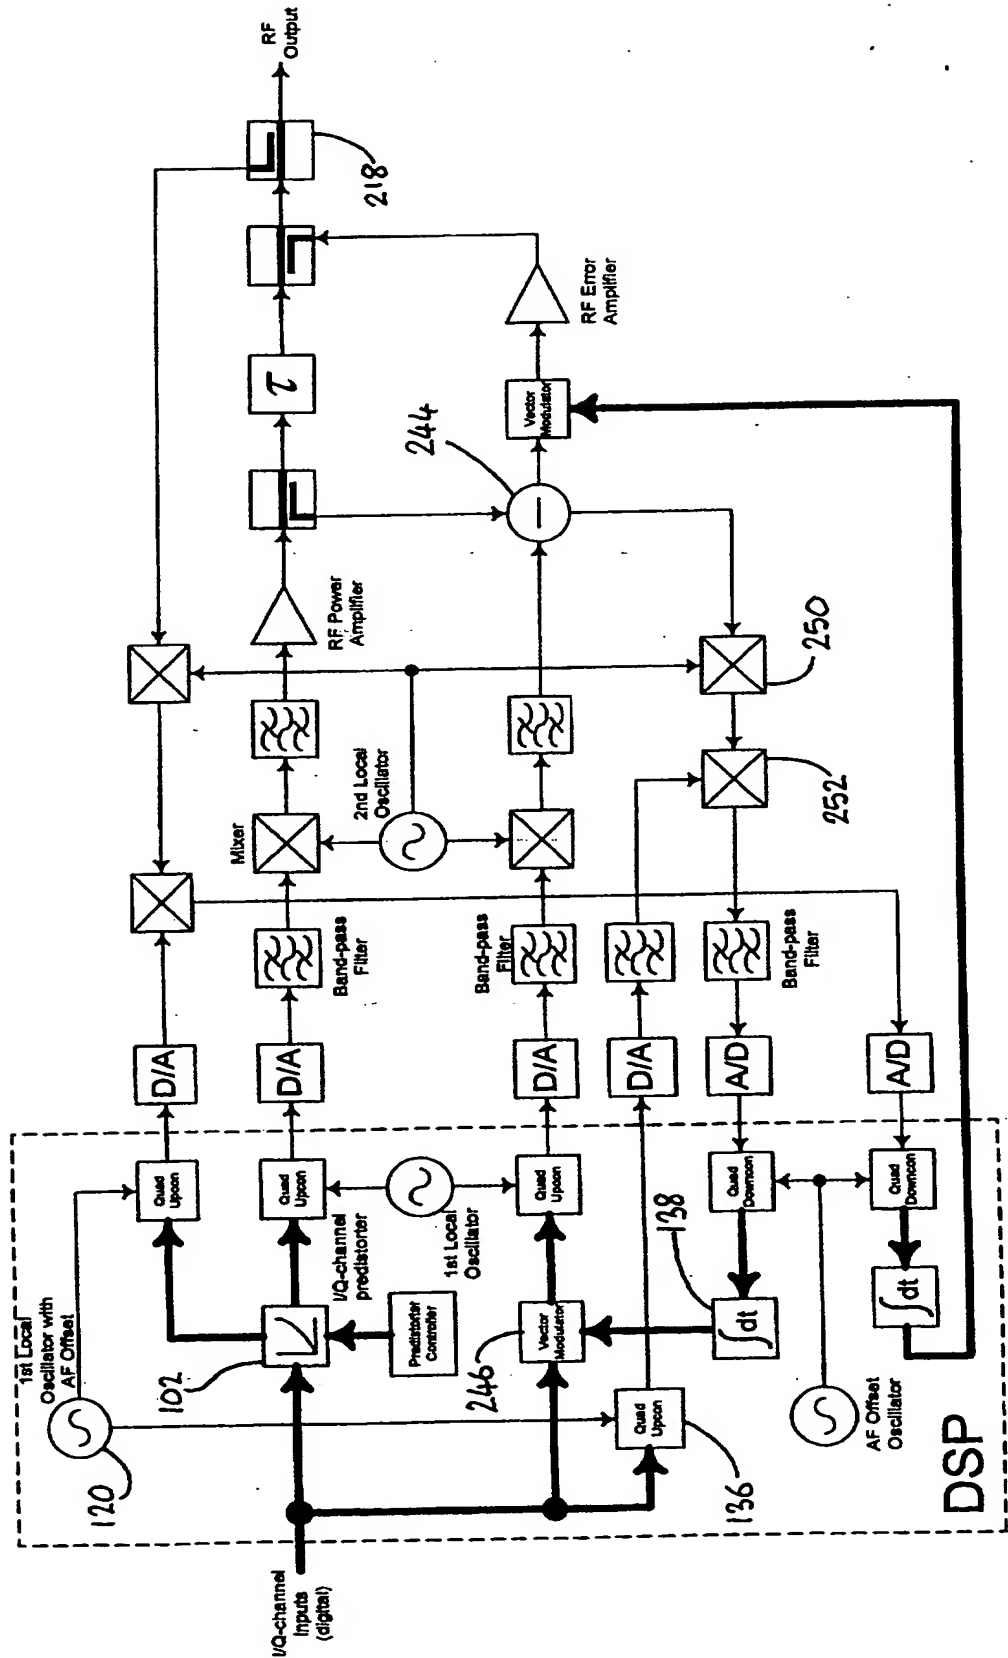 I/Q-channel
Inputs
(digital)
DSP
1st Local
Oscillator with
AF Offset
120
102
I/Q-channel
predistorter
Predistorter
Controller
Quad
Upcon
Quad
Upcon
1st Local
Oscillator
246
Vector
Modulator
Quad
Upcon
136
Quad
Upcon
138
∫dt
Quad
Downcon
AF Offset
Oscillator
∫dt
Quad
Downcon
D/A
D/A
D/A
D/A
A/D
A/D
Band-pass
Filter
Band-pass
Filter
Band-pass
Filter
Mixer
2nd Local
Oscillator
252
250
RF Power
Amplifier
244
τ
Vector
Modulator
RF Error
Amplifier
218
RF
Output